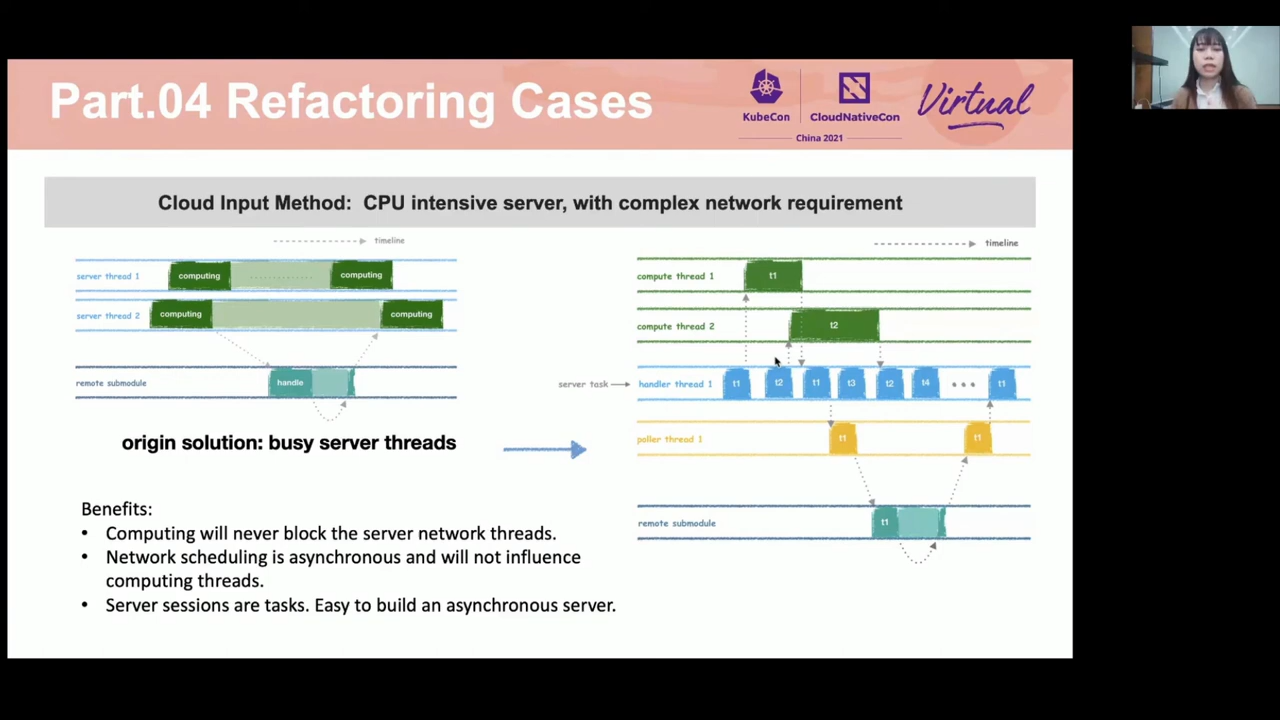 Part.04 Refactoring Cases
KubeCon
CloudNativeCon
Virtual
China 2021
Cloud Input Method: CPU intensive server, with complex network requirement
timeline
server thread 1
computing
computing
server thread 2
computing
computing
remote submodule
handle
origin solution: busy server threads
timeline
compute thread 1
t1
compute thread 2
t2
server task
handler thread 1
t1
t2
t1
t3
t2
t4
t1
poller thread 1
t1
t1
remote submodule
t1
Benefits:
• Computing will never block the server network threads.
• Network scheduling is asynchronous and will not influence
computing threads.
• Server sessions are tasks. Easy to build an asynchronous server.